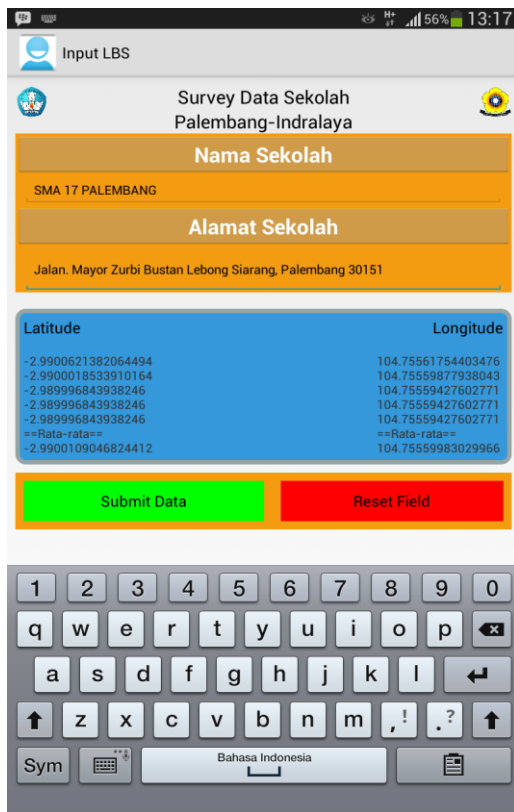 H+ 56% 13:17
Input LBS
Survey Data Sekolah
Palembang-Indralaya
Nama Sekolah
SMA 17 PALEMBANG
Alamat Sekolah
Jalan. Mayor Zurbi Bustan Lebong Siarang, Palembang 30151
Latitude Longitude
-2.9900621382064494 104.75561754403476
-2.9900018533910164 104.75559877938043
-2.989996843938246 104.75559427602771
-2.989996843938246 104.75559427602771
-2.989996843938246 104.75559427602771
==Rata-rata== ==Rata-rata==
-2.9900109046824412 104.75559983029966
Submit Data Reset Field
1 2 3 4 5 6 7 8 9 0
q w e r t y u i o p
a s d f g h j k l
z x c v b n m , ! . ?
Sym Bahasa Indonesia